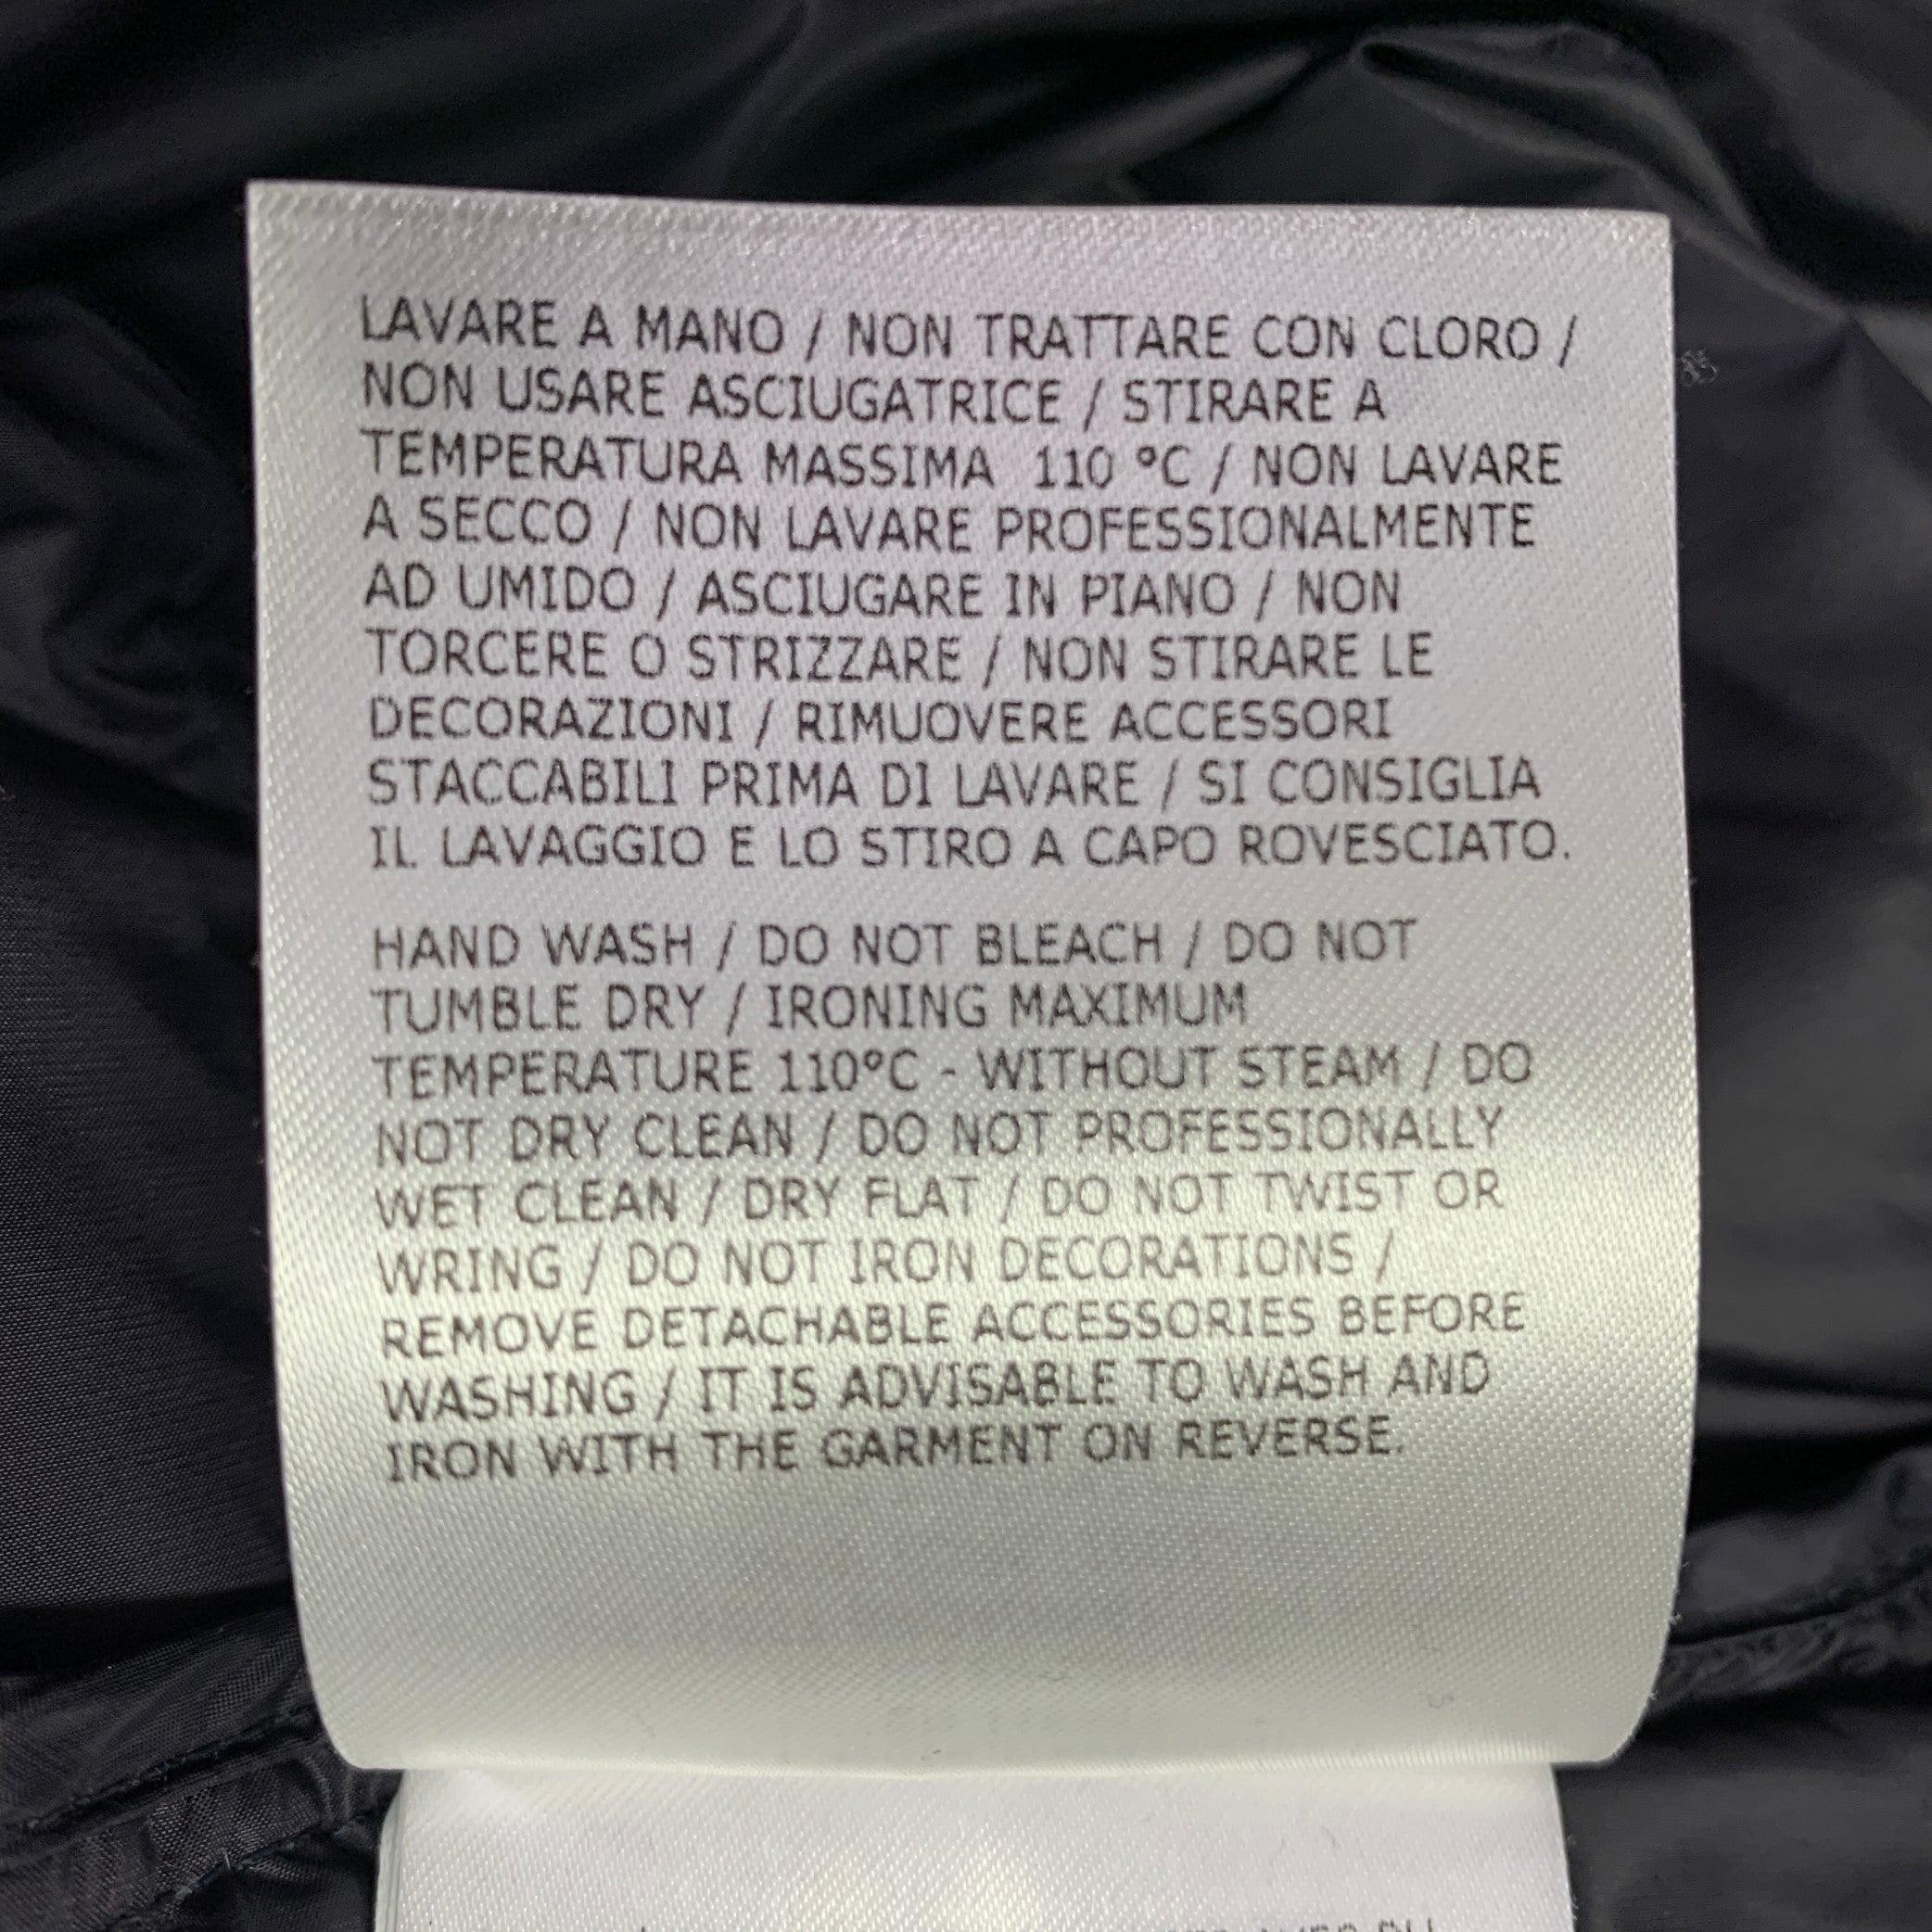 LAVARE A MANO / NON TRATTARE CON CLORO /
NON USARE ASCIUGATRICE / STIRARE A
TEMPERATURA MASSIMA 110 °C / NON LAVARE
A SECCO / NON LAVARE PROFESSIONALMENTE
AD UMIDO / ASCIUGARE IN PIANO / NON
TORCERE O STRIZZARE / NON STIRARE LE
DECORAZIONI / RIMUOVERE ACCESSORI
STACCABILI PRIMA DI LAVARE / SI CONSIGLIA
IL LAVAGGIO E LO STIRO A CAPO ROVESCIATO.
HAND WASH / DO NOT BLEACH / DO NOT
TUMBLE DRY / IRONING MAXIMUM
TEMPERATURE 110°C - WITHOUT STEAM / DO
NOT DRY CLEAN / DO NOT PROFESSIONALLY
WET CLEAN / DRY FLAT / DO NOT TWIST OR
WRING / DO NOT IRON DECORATIONS /
REMOVE DETACHABLE ACCESSORIES BEFORE
WASHING / IT IS ADVISABLE TO WASH AND
IRON WITH THE GARMENT ON REVERSE.